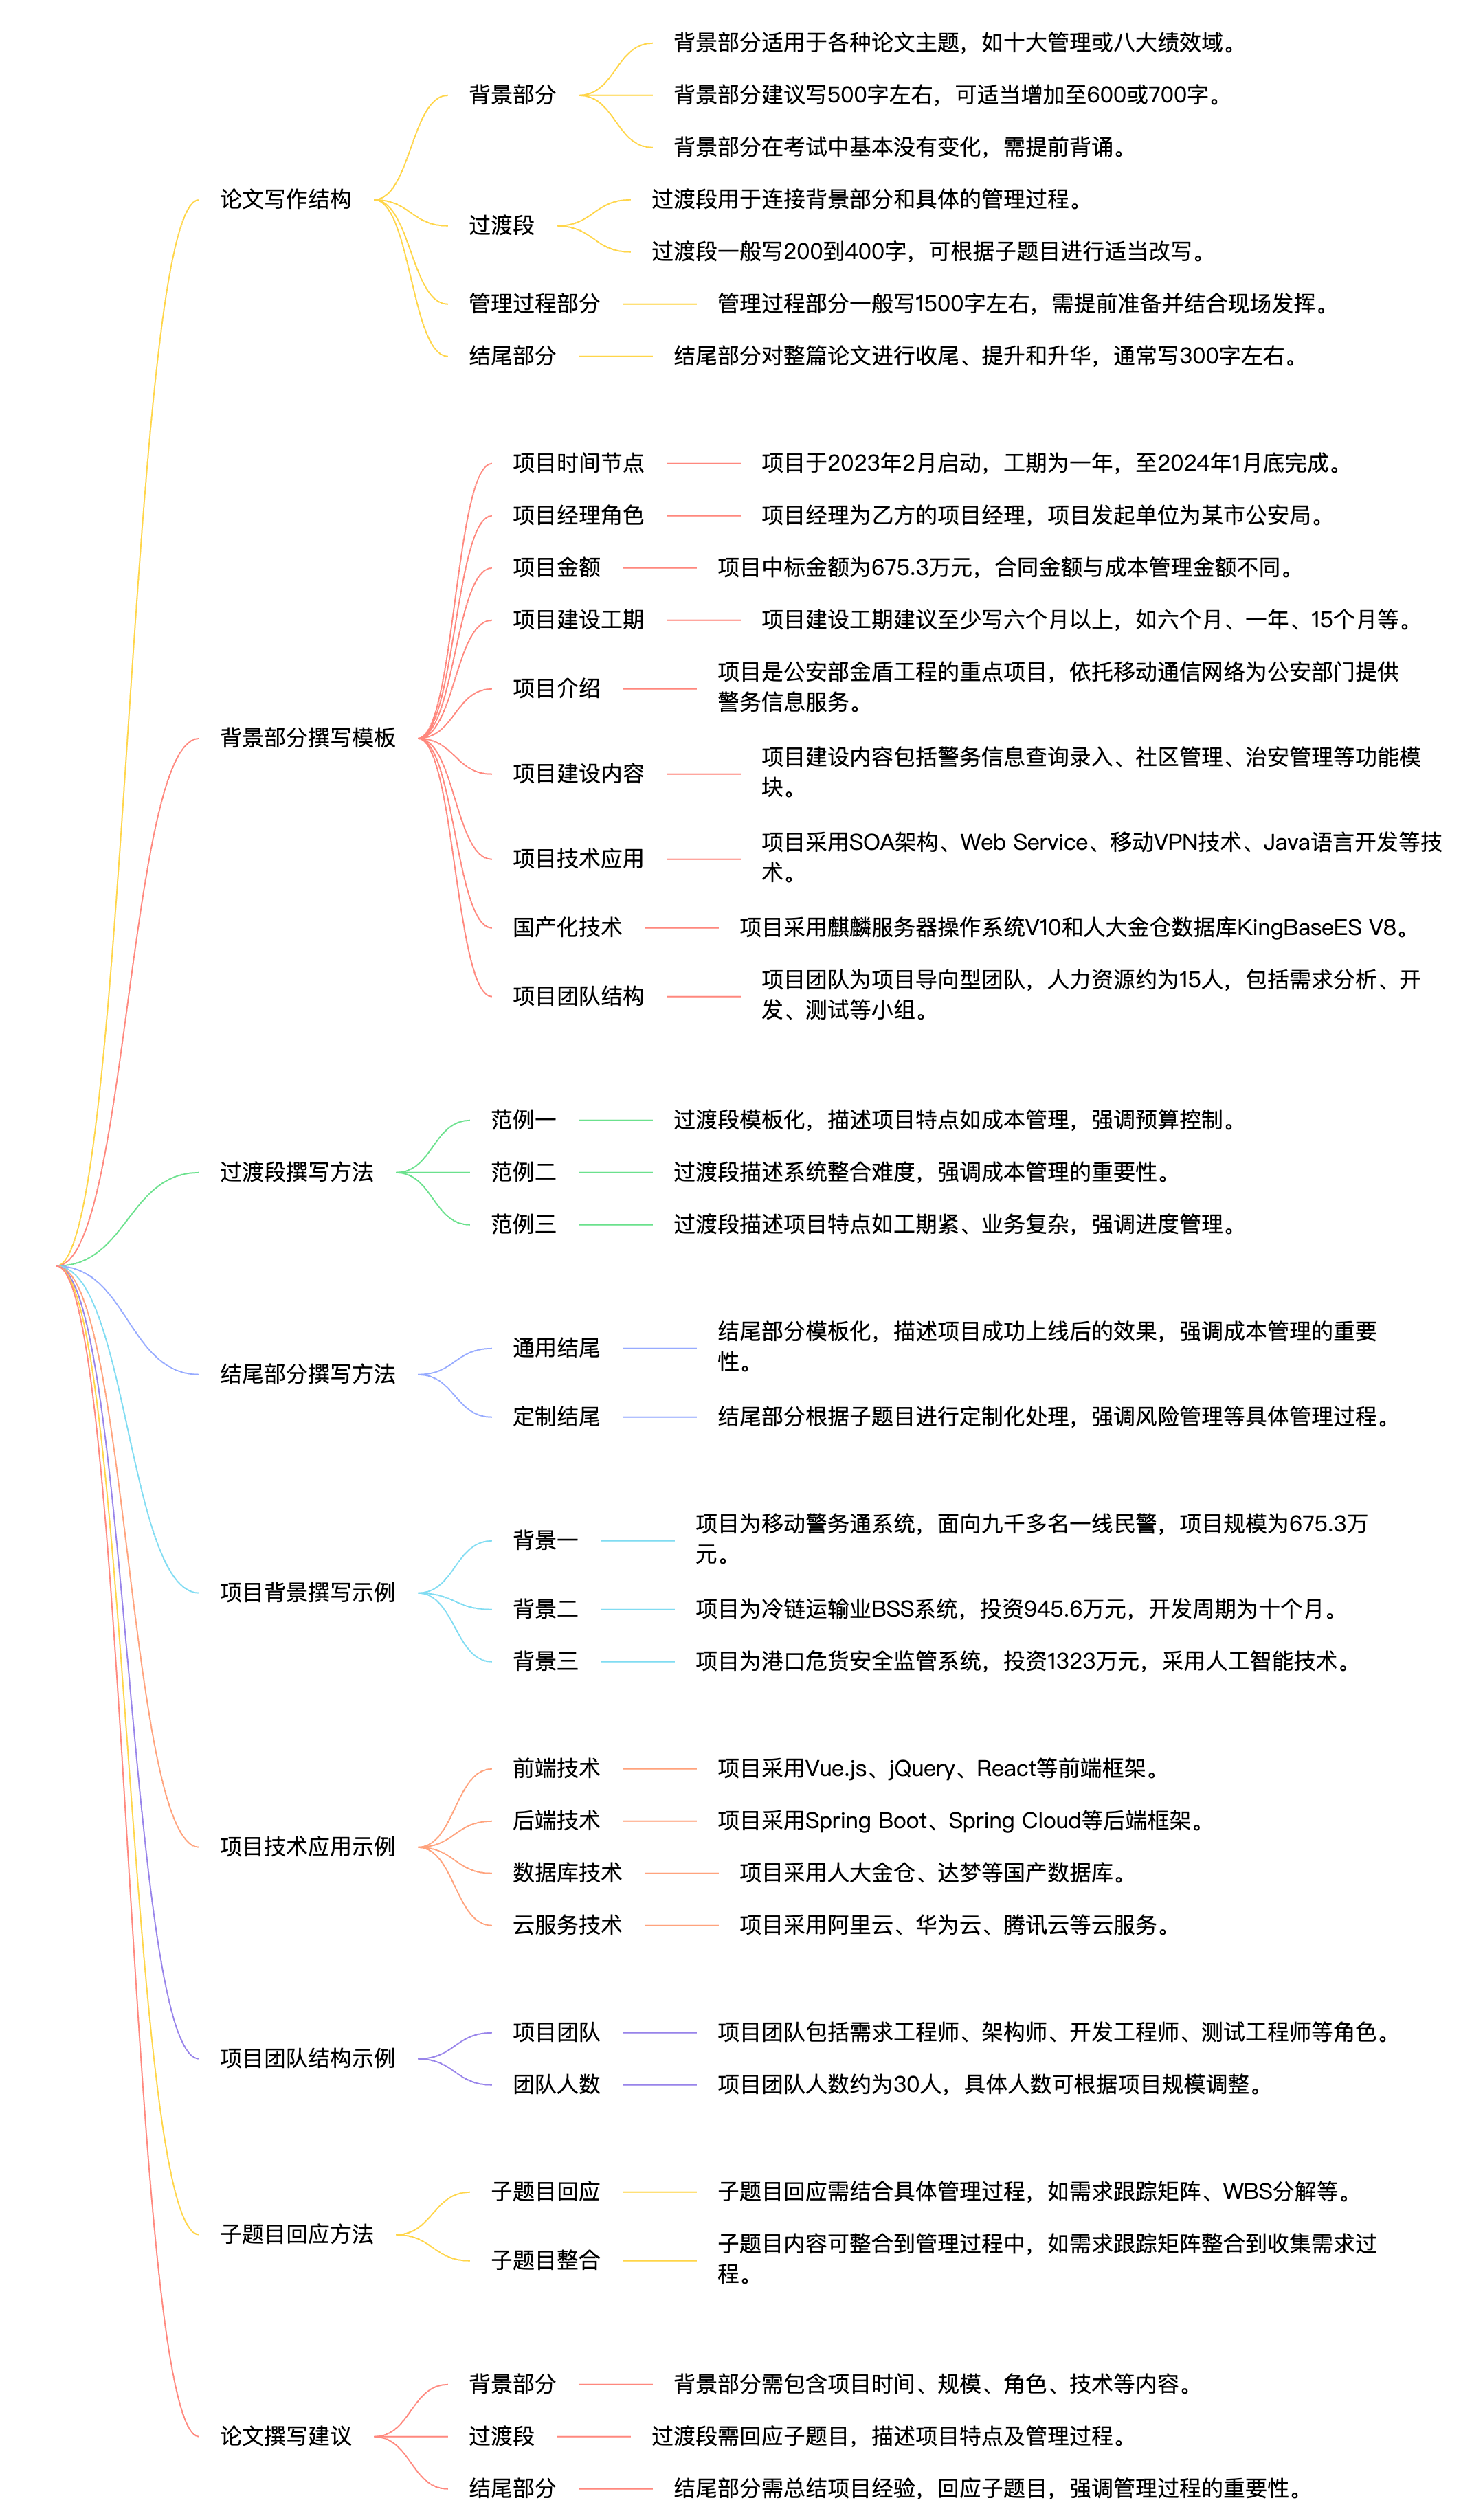 论文写作结构
背景部分
背景部分适用于各种论文主题，如十大管理或八大绩效域。
背景部分建议写500字左右，可适当增加至600或700字。
背景部分在考试中基本没有变化，需提前背诵。
过渡段
过渡段用于连接背景部分和具体的管理过程。
过渡段一般写200到400字，可根据子题目进行适当改写。
管理过程部分
管理过程部分一般写1500字左右，需提前准备并结合现场发挥。
结尾部分
结尾部分对整篇论文进行收尾、提升和升华，通常写300字左右。
背景部分撰写模板
项目时间节点
项目于2023年2月启动，工期为一年，至2024年1月底完成。
项目经理角色
项目经理为乙方的项目经理，项目发起单位为某市公安局。
项目金额
项目中标金额为675.3万元，合同金额与成本管理金额不同。
项目建设工期
项目建设工期建议至少写六个月以上，如六个月、一年、15个月等。
项目介绍
项目是公安部金盾工程的重点项目，依托移动通信网络为公安部门提供
警务信息服务。
项目建设内容
项目建设内容包括警务信息查询录入、社区管理、治安管理等功能模
块。
项目技术应用
项目采用SOA架构、Web Service、移动VPN技术、Java语言开发等技
术。
国产化技术
项目采用麒麟服务器操作系统V10和人大金仓数据库KingBaseES V8。
项目团队结构
项目团队为项目导向型团队，人力资源约为15人，包括需求分析、开
发、测试等小组。
过渡段撰写方法
范例一
过渡段模板化，描述项目特点如成本管理，强调预算控制。
范例二
过渡段描述系统整合难度，强调成本管理的重要性。
范例三
过渡段描述项目特点如工期紧、业务复杂，强调进度管理。
结尾部分撰写方法
通用结尾
结尾部分模板化，描述项目成功上线后的效果，强调成本管理的重要
性。
定制结尾
结尾部分根据子题目进行定制化处理，强调风险管理等具体管理过程。
项目背景撰写示例
背景一
项目为移动警务通系统，面向九千多名一线民警，项目规模为675.3万
元。
背景二
项目为冷链运输业BSS系统，投资945.6万元，开发周期为十个月。
背景三
项目为港口危货安全监管系统，投资1323万元，采用人工智能技术。
项目技术应用示例
前端技术
项目采用Vue.js、jQuery、React等前端框架。
后端技术
项目采用Spring Boot、Spring Cloud等后端框架。
数据库技术
项目采用人大金仓、达梦等国产数据库。
云服务技术
项目采用阿里云、华为云、腾讯云等云服务。
项目团队结构示例
项目团队
项目团队包括需求工程师、架构师、开发工程师、测试工程师等角色。
团队人数
项目团队人数约为30人，具体人数可根据项目规模调整。
子题目回应方法
子题目回应
子题目回应需结合具体管理过程，如需求跟踪矩阵、WBS分解等。
子题目整合
子题目内容可整合到管理过程中，如需求跟踪矩阵整合到收集需求过
程。
论文撰写建议
背景部分
背景部分需包含项目时间、规模、角色、技术等内容。
过渡段
过渡段需回应子题目，描述项目特点及管理过程。
结尾部分
结尾部分需总结项目经验，回应子题目，强调管理过程的重要性。